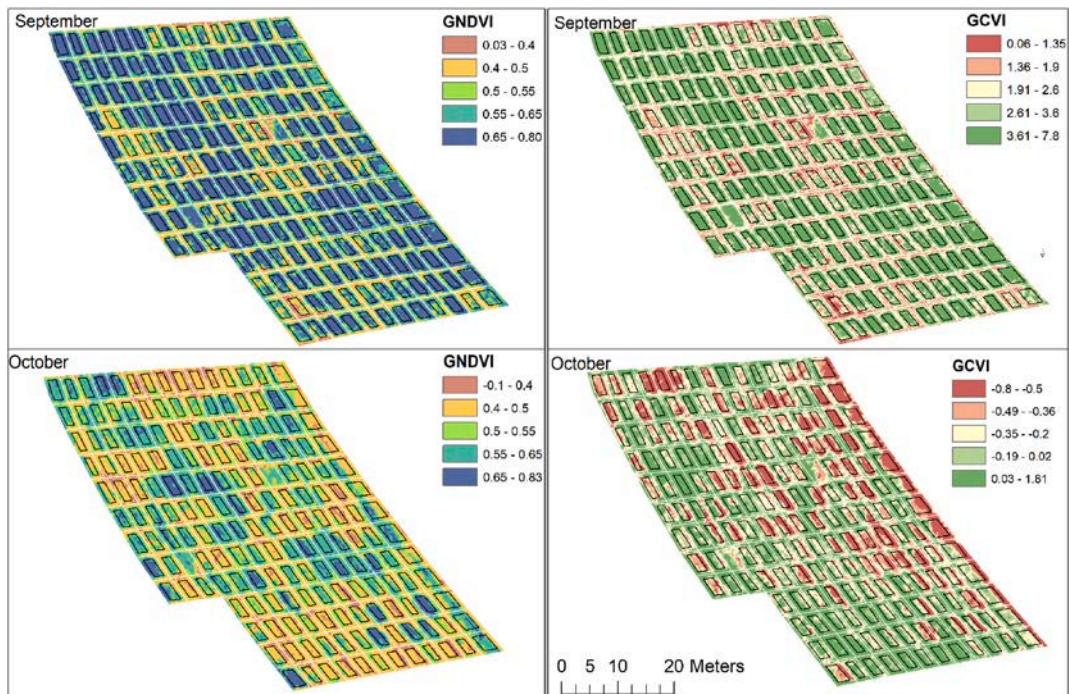 September
GNDVI
0.03 - 0.4
0.4 - 0.5
0.5 - 0.55
0.55 - 0.65
0.65 - 0.80
September
GCVI
0.06 - 1.35
1.36 - 1.9
1.91 - 2.6
2.61 - 3.6
3.61 - 7.8
October
GNDVI
-0.1 - 0.4
0.4 - 0.5
0.5 - 0.55
0.55 - 0.65
0.65 - 0.83
October
GCVI
-0.8 - -0.5
-0.49 - -0.36
-0.35 - -0.2
-0.19 - 0.02
0.03 - 1.81
0 5 10 20 Meters